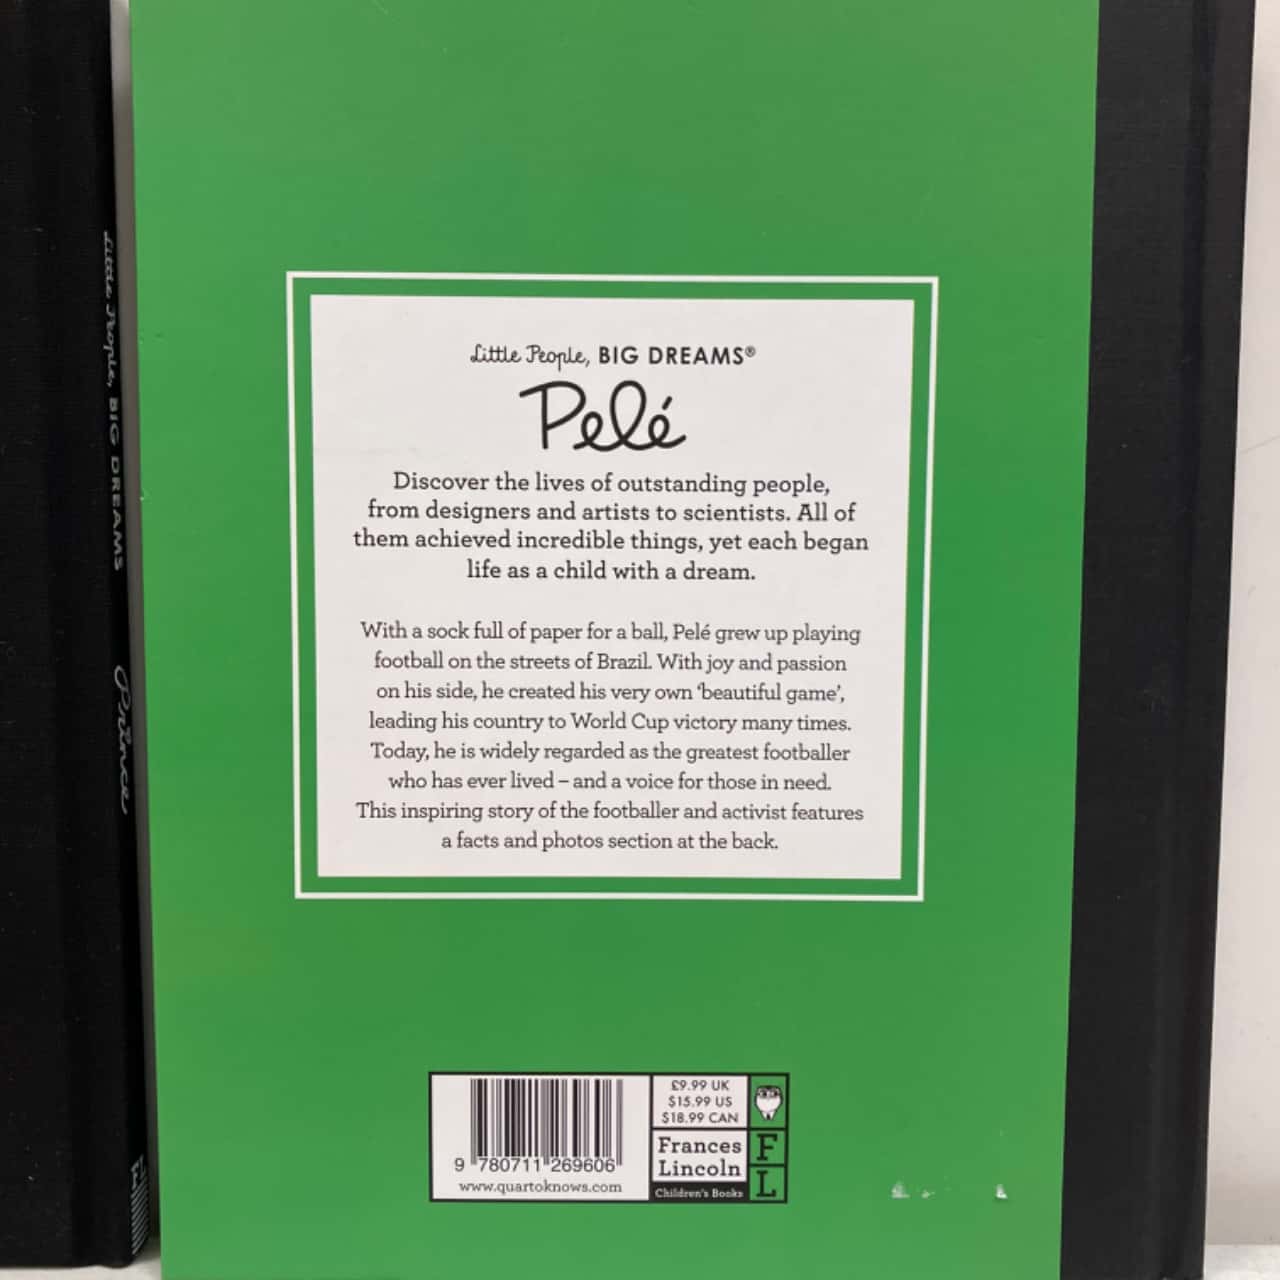 Little People, BIG DREAMS
Prince
Little People, BIG DREAMS®
Pelé
Discover the lives of outstanding people,
from designers and artists to scientists. All of
them achieved incredible things, yet each began
life as a child with a dream.
With a sock full of paper for a ball, Pelé grew up playing
football on the streets of Brazil. With joy and passion
on his side, he created his very own ‘beautiful game’,
leading his country to World Cup victory many times.
Today, he is widely regarded as the greatest footballer
who has ever lived – and a voice for those in need.
This inspiring story of the footballer and activist features
a facts and photos section at the back.
9 780711 269606
www.quartoknows.com
£9.99 UK
$15.99 US
$18.99 CAN
Frances
Lincoln
Children's Books
F
L